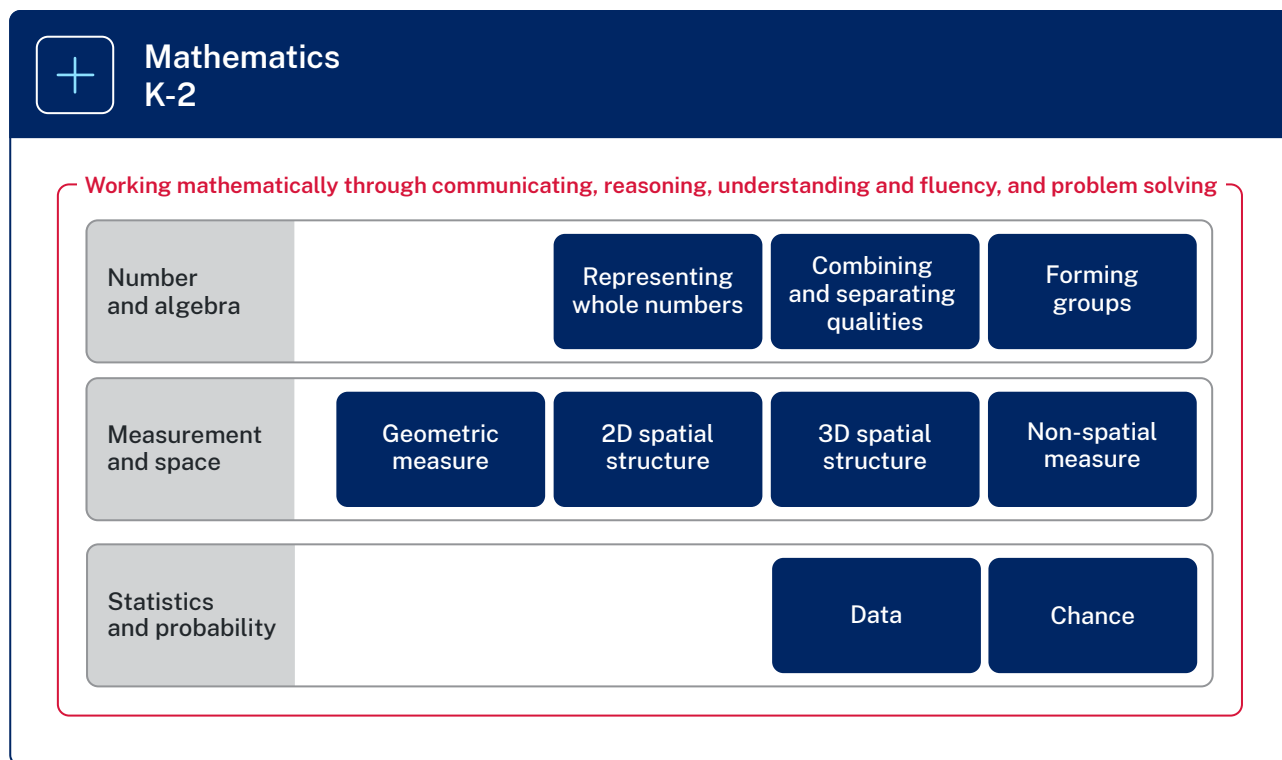 Mathematics
K-2
Working mathematically through communicating, reasoning, understanding and fluency, and problem solving
Number
and algebra
Representing
whole numbers
Combining
and separating
qualities
Forming
groups
Measurement
and space
Geometric
measure
2D spatial
structure
3D spatial
structure
Non-spatial
measure
Statistics
and probability
Data
Chance